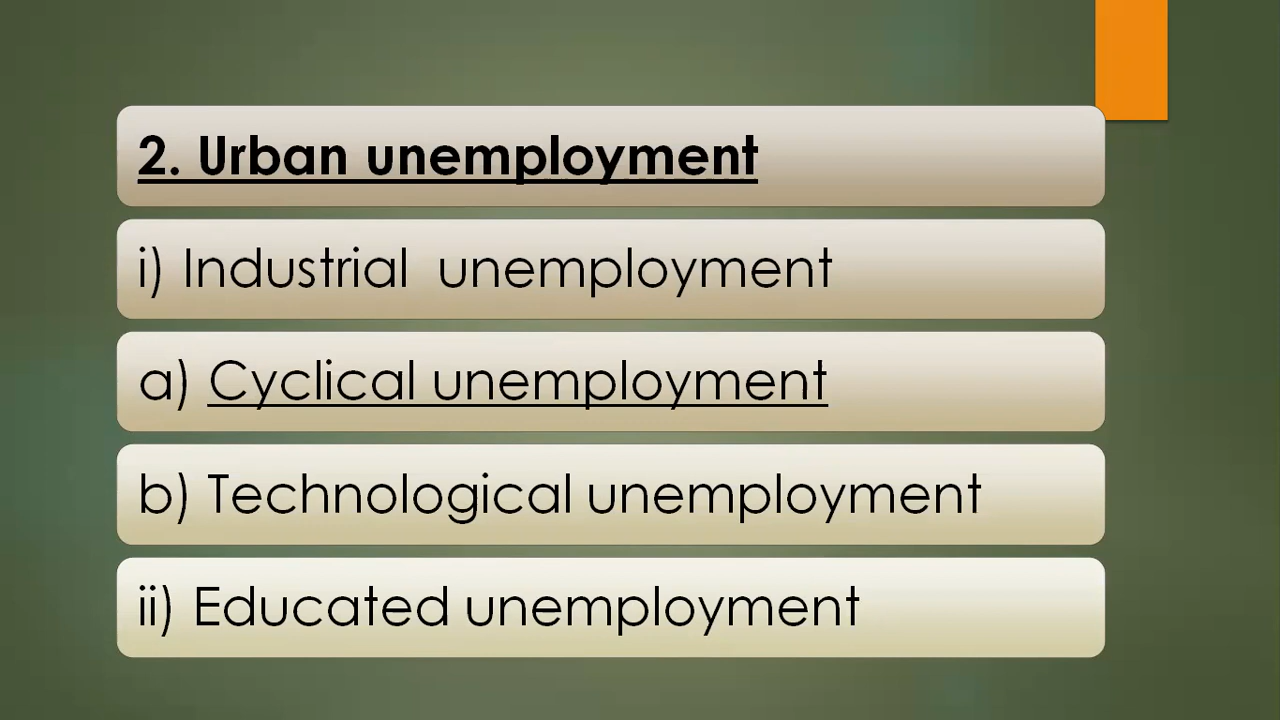 2. Urban unemployment
i) Industrial  unemployment
a) Cyclical unemployment
b) Technological unemployment
ii) Educated unemployment